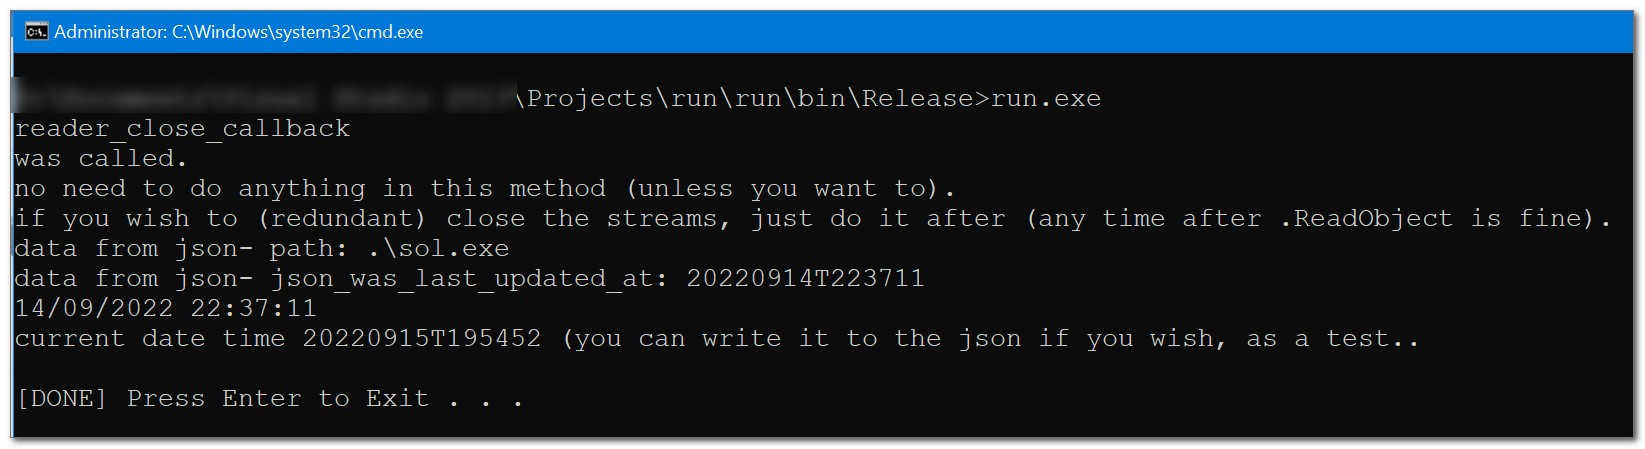 Administrator: C:\Windows\system32\cmd.exe
\Projects\run\run\bin\Release>run.exe
reader_close_callback
was called.
no need to do anything in this method (unless you want to).
if you wish to (redundant) close the streams, just do it after (any time after .ReadObject is fine).
data from json- path: .\sol.exe
data from json- json_was_last_updated_at: 20220914T223711
14/09/2022 22:37:11
current date time 20220915T195452 (you can write it to the json if you wish, as a test..
[DONE] Press Enter to Exit . . .